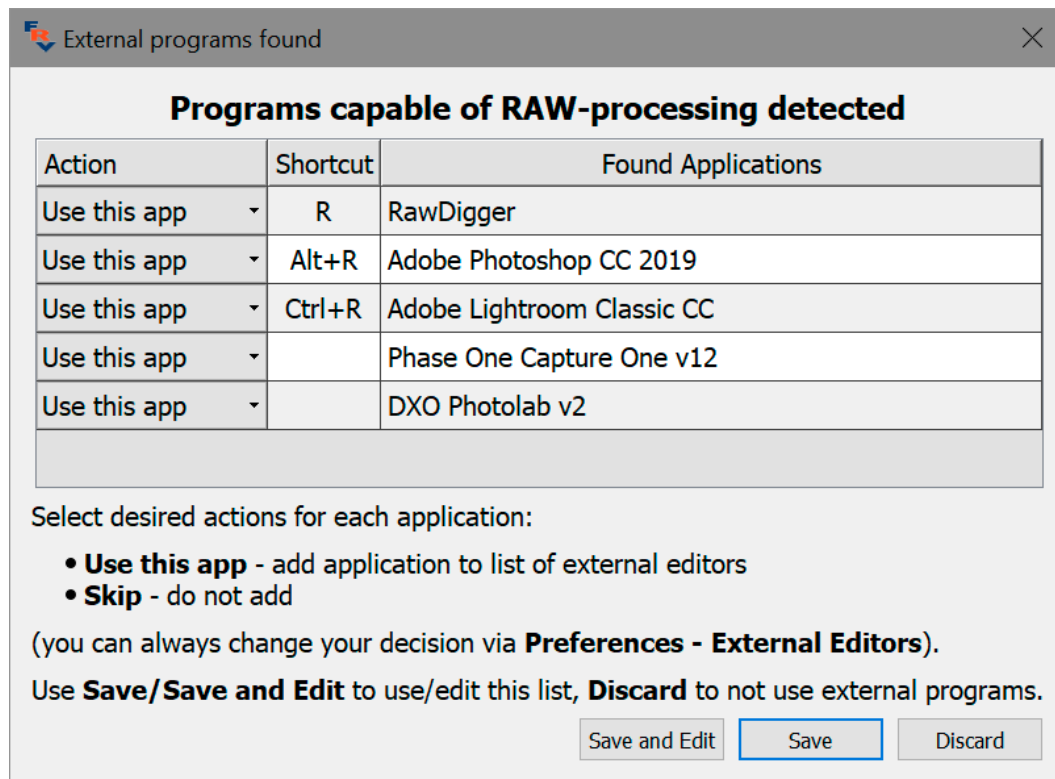 FRV External programs found
Programs capable of RAW-processing detected
Action Shortcut Found Applications
Use this app R RawDigger
Use this app Alt+R Adobe Photoshop CC 2019
Use this app Ctrl+R Adobe Lightroom Classic CC
Use this app Phase One Capture One v12
Use this app DXO Photolab v2
Select desired actions for each application:
• Use this app - add application to list of external editors
• Skip - do not add
(you can always change your decision via Preferences - External Editors).
Use Save/Save and Edit to use/edit this list, Discard to not use external programs.
Save and Edit Save Discard